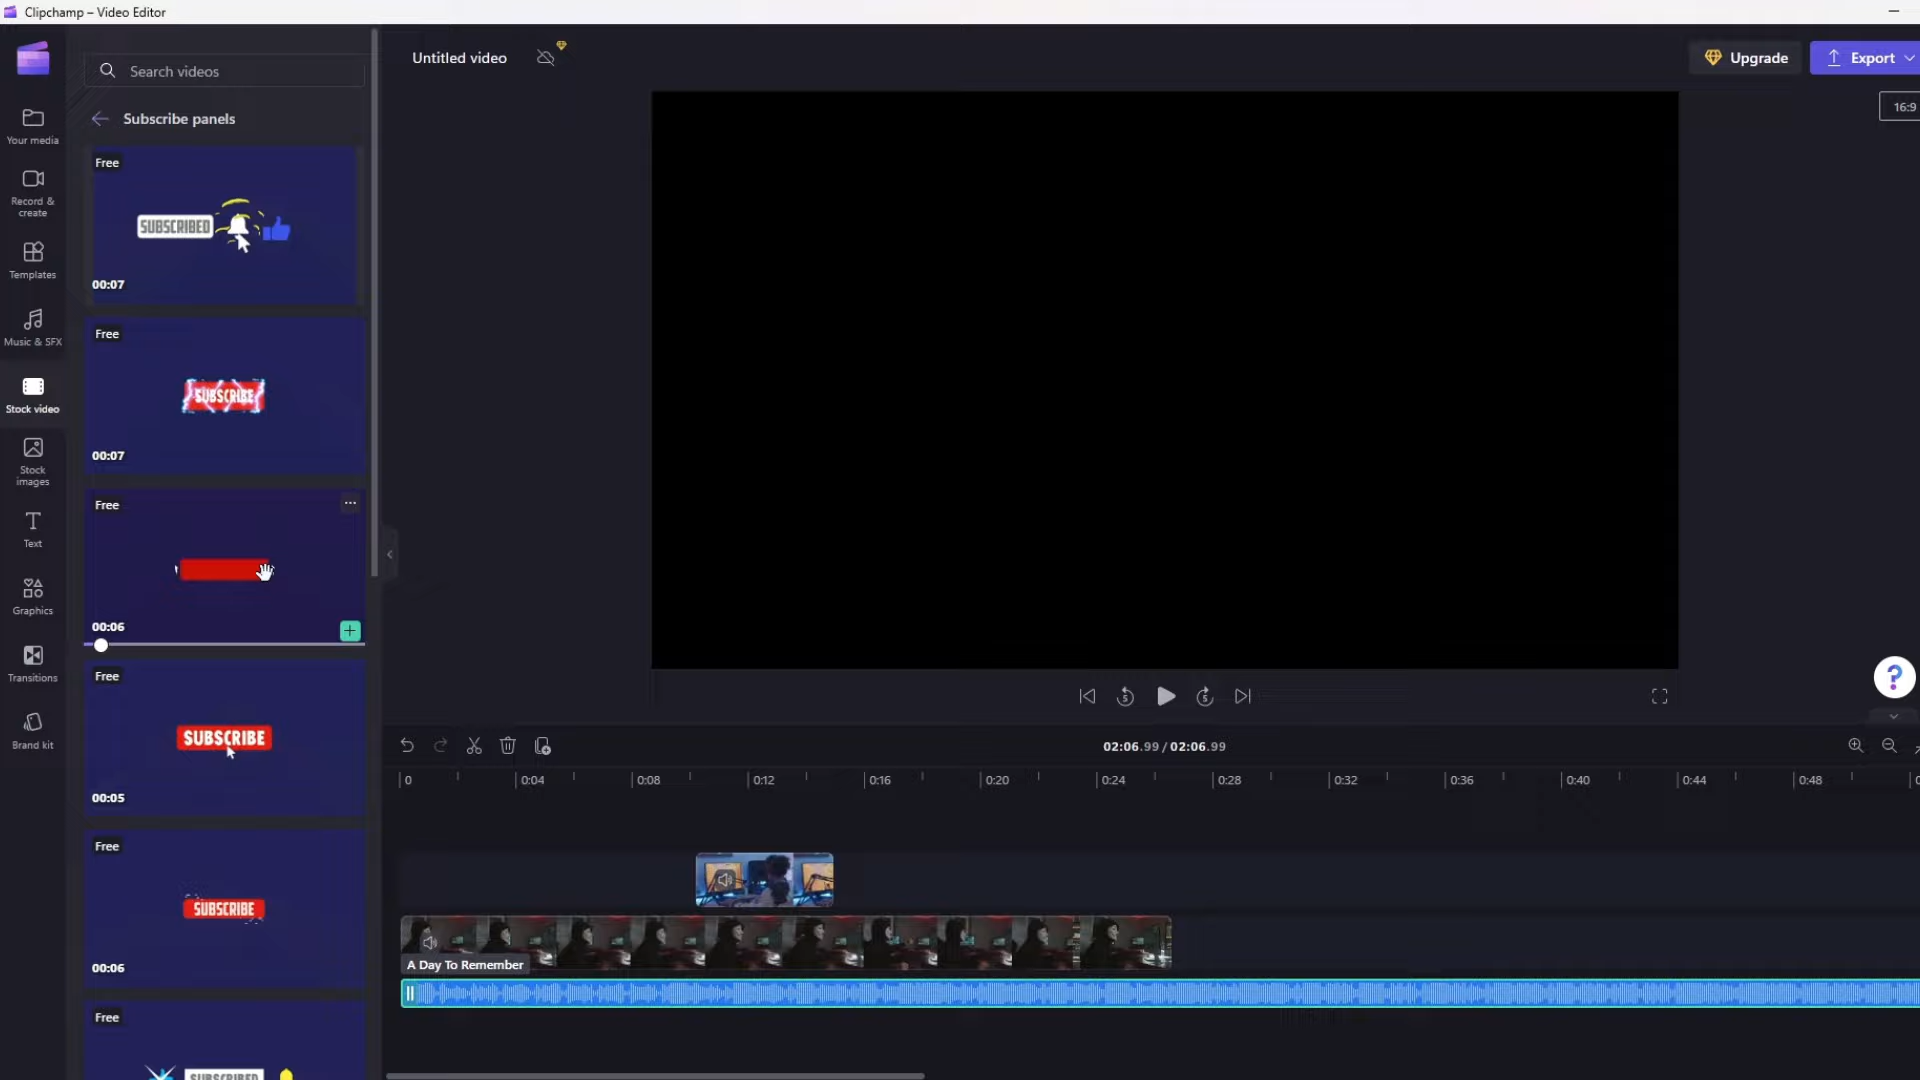 Clipchamp – Video Editor
Search videos
Untitled video
Upgrade
Export
16:9
Your media
Record &
create
Templates
Music & SFX
Stock video
Stock
images
Text
Graphics
Transitions
Brand kit
Subscribe panels
Free
SUBSCRIBED
00:07
Free
SUBSCRIBE
00:07
Free
00:06
Free
SUBSCRIBE
00:05
Free
SUBSCRIBE
00:06
Free
SUBSCRIBED
5
5
?
02:06.99 / 02:06.99
0
0:04
0:08
0:12
0:16
0:20
0:24
0:28
0:32
0:36
0:40
0:44
0:48
A Day To Remember